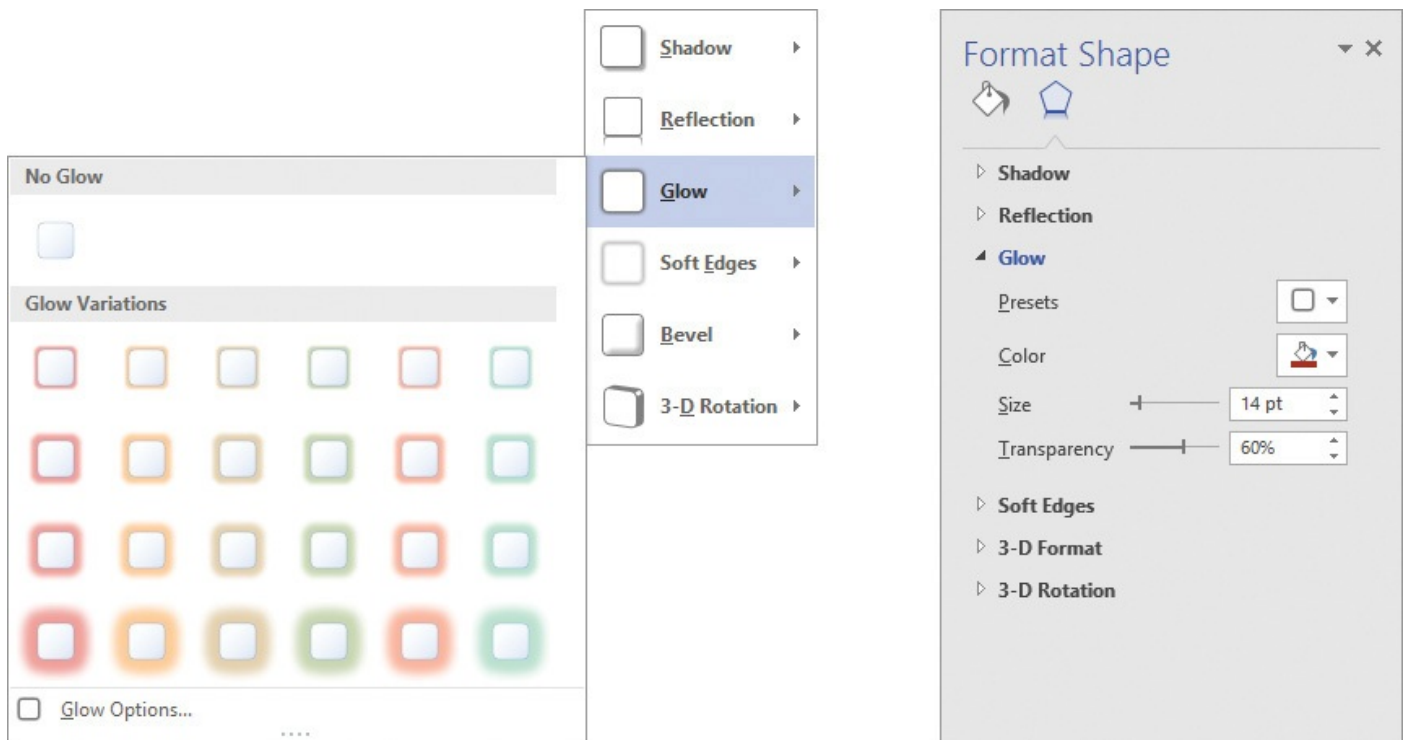 Shadow
Reflection
Glow
Soft Edges
Bevel
3-D Rotation
No Glow
Glow Variations
Glow Options...
Format Shape
Shadow
Reflection
Glow
Presets
Color
Size 14 pt
Transparency 60%
Soft Edges
3-D Format
3-D Rotation